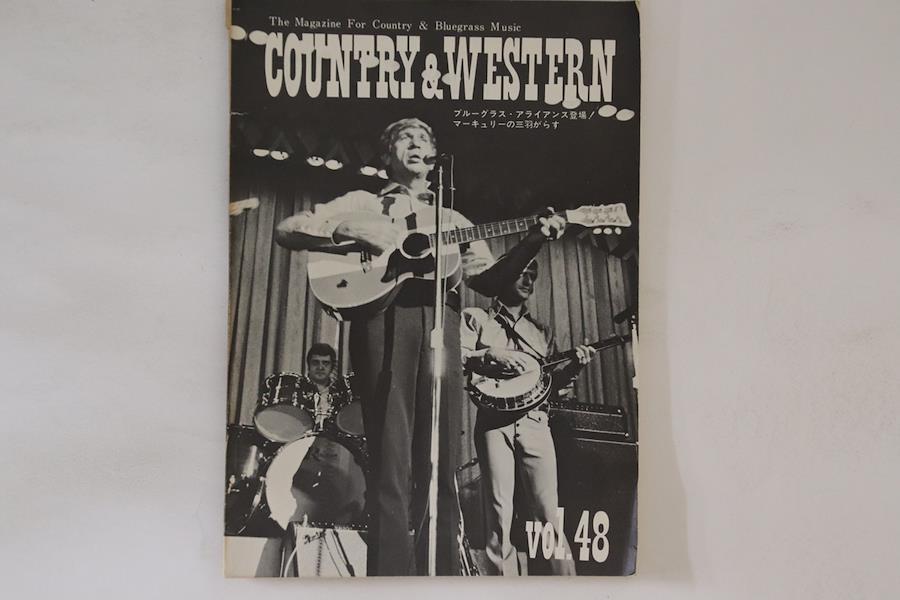 The Magazine For Country & Bluegrass Music
COUNTRY & WESTERN
ブルーグラス・アライアンス登場!
マーキュリーの三羽がらす
vol.48